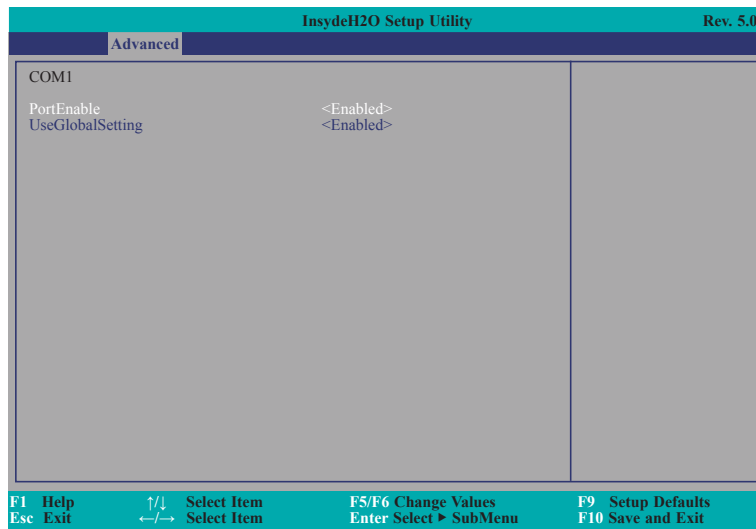 InsydeH2O Setup Utility Rev. 5.0
Advanced
COM1
PortEnable <Enabled>
UseGlobalSetting <Enabled>
F1 Help ↑/↓ Select Item F5/F6 Change Values F9 Setup Defaults
Esc Exit ←/→ Select Item Enter Select ▶ SubMenu F10 Save and Exit